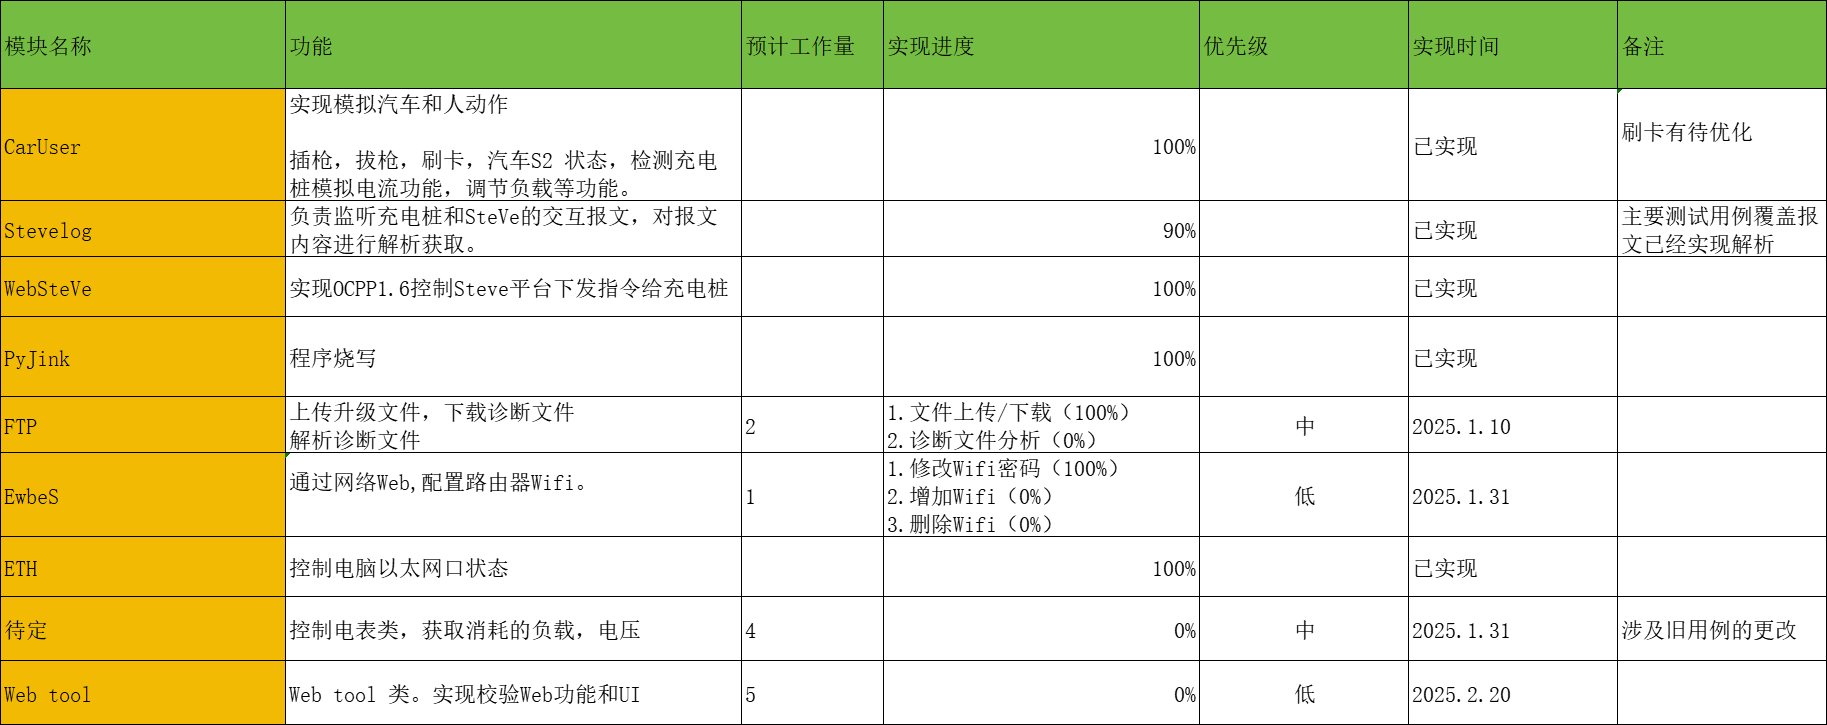 模块名称 功能 预计工作量 实现进度 优先级 实现时间 备注
CarUser
实现模拟汽车和人动作
插枪，拔枪，刷卡，汽车S2 状态，检测充电
桩模拟电流功能，调节负载等功能。
100%
已实现
刷卡有待优化
Stevelog
负责监听充电桩和SteVe的交互报文，对报文
内容进行解析获取。
90%
已实现
主要测试用例覆盖报
文已经实现解析
WebSteVe 实现OCPP1.6控制Steve平台下发指令给充电桩 100% 已实现
PyJink 程序烧写 100% 已实现
FTP
上传升级文件，下载诊断文件
解析诊断文件
2
1.文件上传/下载（100%）
2.诊断文件分析（0%）
中
2025.1.10
EwbeS
通过网络Web,配置路由器Wifi。
1
1.修改Wifi密码（100%）
2.增加Wifi（0%）
3.删除Wifi（0%）
低
2025.1.31
ETH 控制电脑以太网口状态 100% 已实现
待定 控制电表类，获取消耗的负载，电压 4 0% 中 2025.1.31 涉及旧用例的更改
Web tool Web tool 类。实现校验Web功能和UI 5 0% 低 2025.2.20